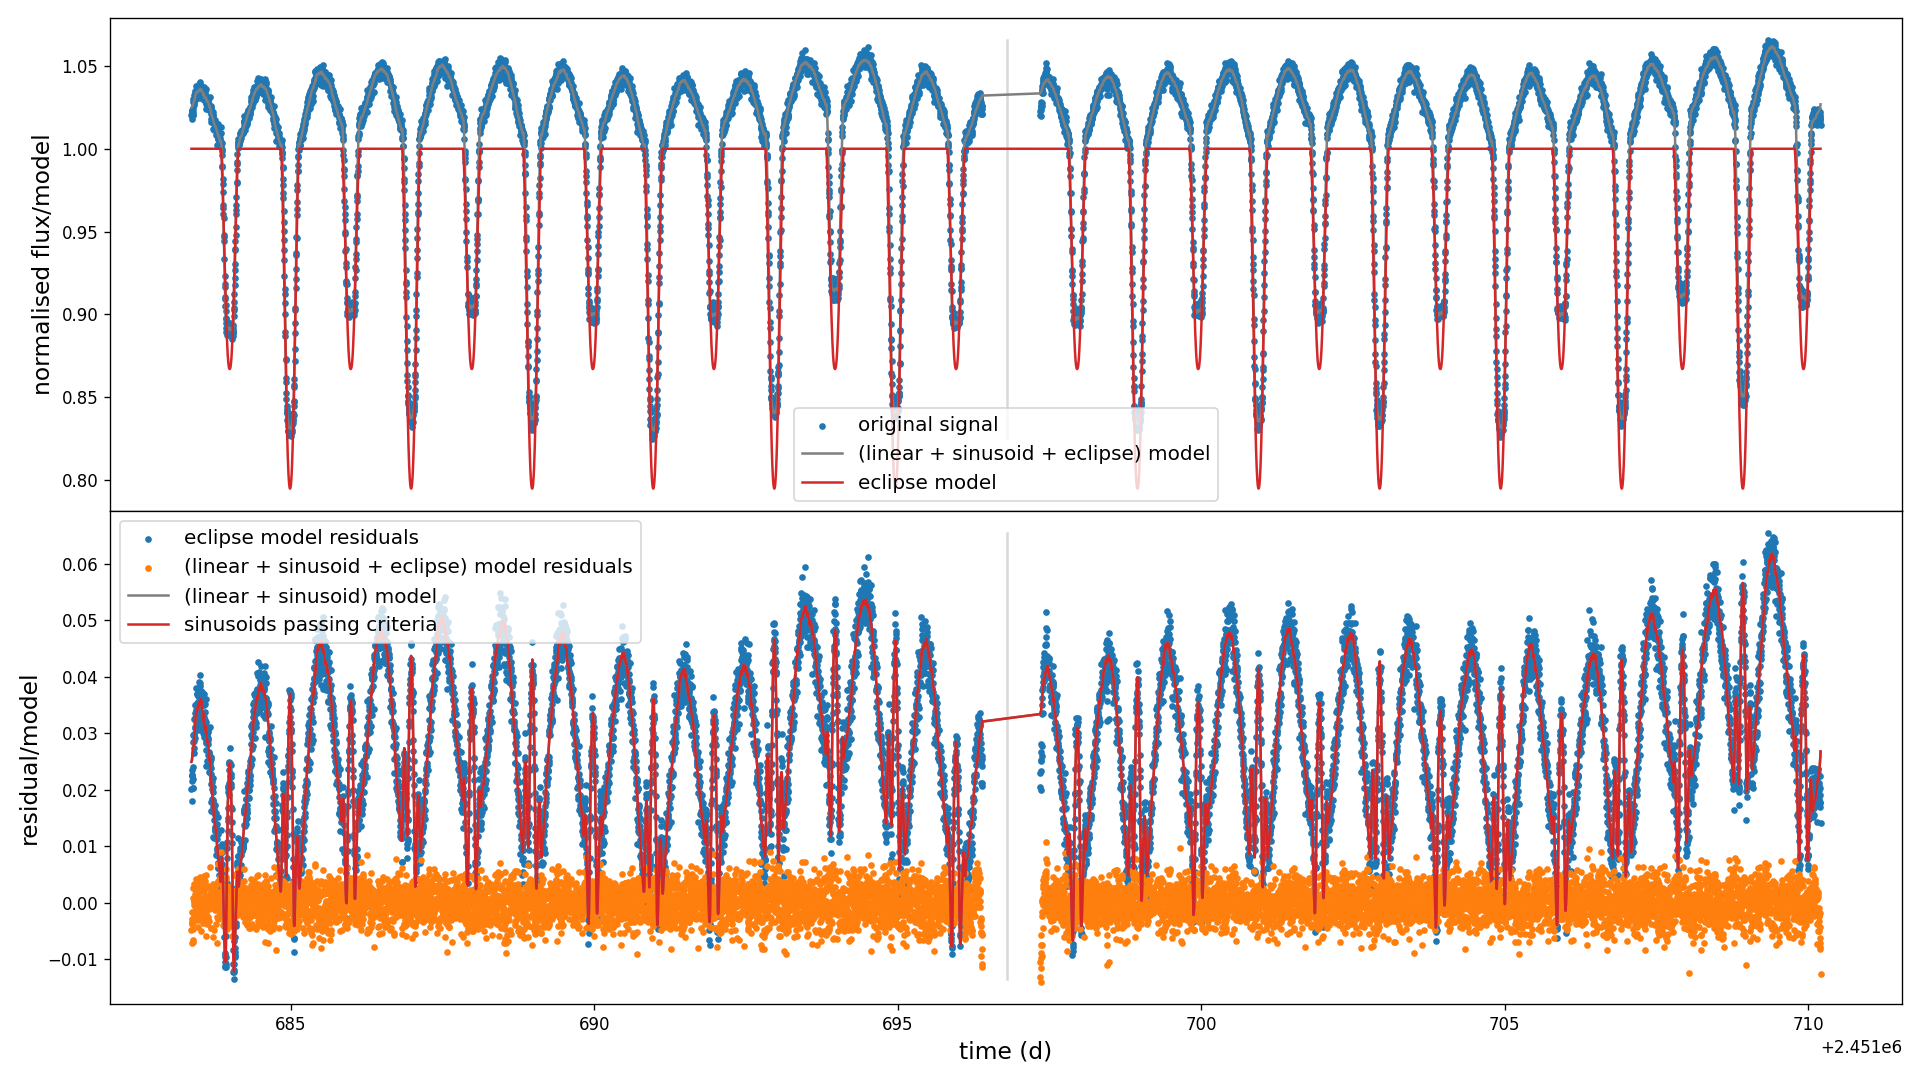 normalised flux/model
1.05
1.00
0.95
0.90
0.85
0.80
original signal
(linear + sinusoid + eclipse) model
eclipse model
residual/model
0.06
0.05
0.04
0.03
0.02
0.01
0.00
−0.01
eclipse model residuals
(linear + sinusoid + eclipse) model residuals
(linear + sinusoid) model
sinusoids passing criteria
685
690
695
700
705
710
time (d)
+2.451e6